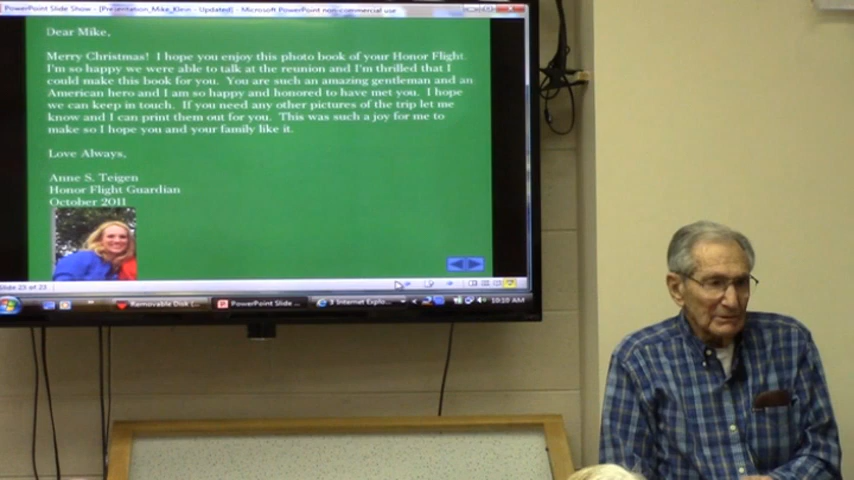 PowerPoint Slide Show - [Presentation_Mike_Klein - Updated] - Microsoft PowerPoint non-commercial use
Dear Mike,
Merry Christmas! I hope you enjoy this photo book of your Honor Flight.
I'm so happy we were able to talk at the reunion and I'm thrilled that I
could make this book for you. You are such an amazing gentleman and an
American hero and I am so happy and honored to have met you. I hope
we can keep in touch. If you need any other pictures of the trip let me
know and I can print them out for you. This was such a joy for me to
make so I hope you and your family like it.
Love Always,
Anne S. Teigen
Honor Flight Guardian
October 2011
Slide 23 of 23
Removable Disk (...
PowerPoint Slide ...
3 Internet Explo...
10:10 AM